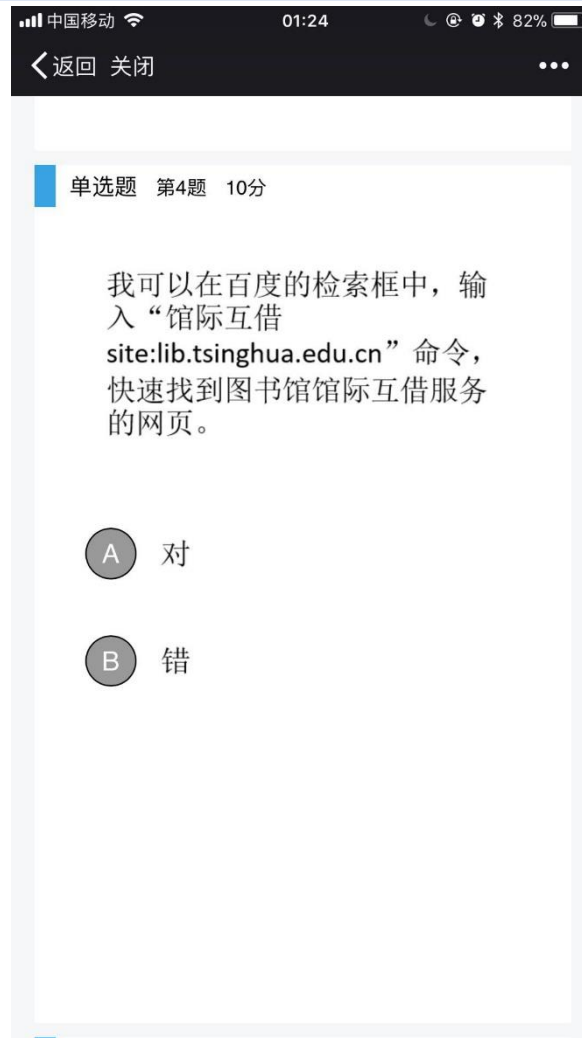 中国移动 01:24 82%
返回 关闭
单选题 第4题 10分
我可以在百度的检索框中，输
入“馆际互借
site:lib.tsinghua.edu.cn”命令，
快速找到图书馆馆际互借服务
的网页。
A 对
B 错